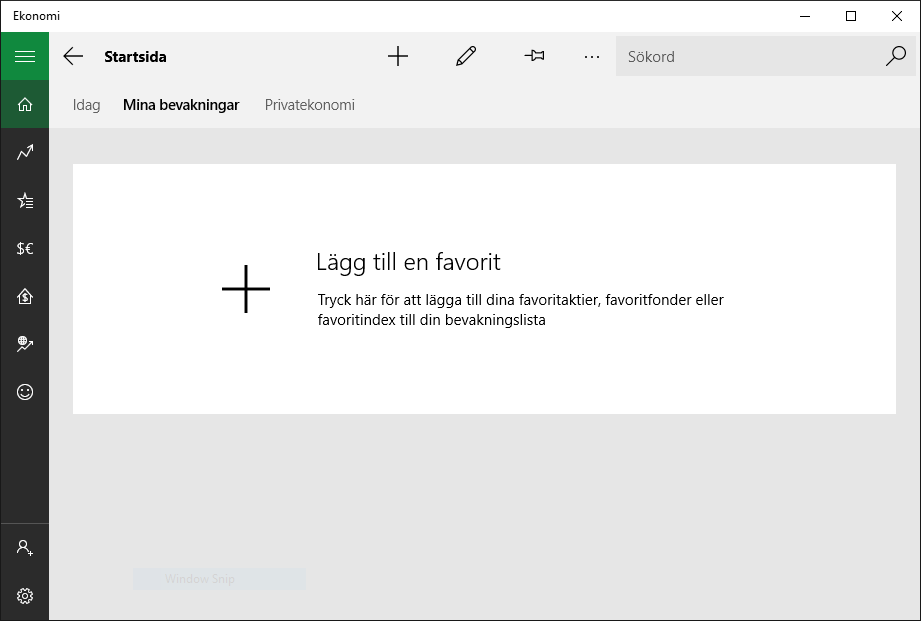 Ekonomi
Startsida
Sökord
Idag Mina bevakningar Privatekonomi
$€
Lägg till en favorit
Tryck här för att lägga till dina favoritaktier, favoritfonder eller
favoritindex till din bevakningslista
Window Snip